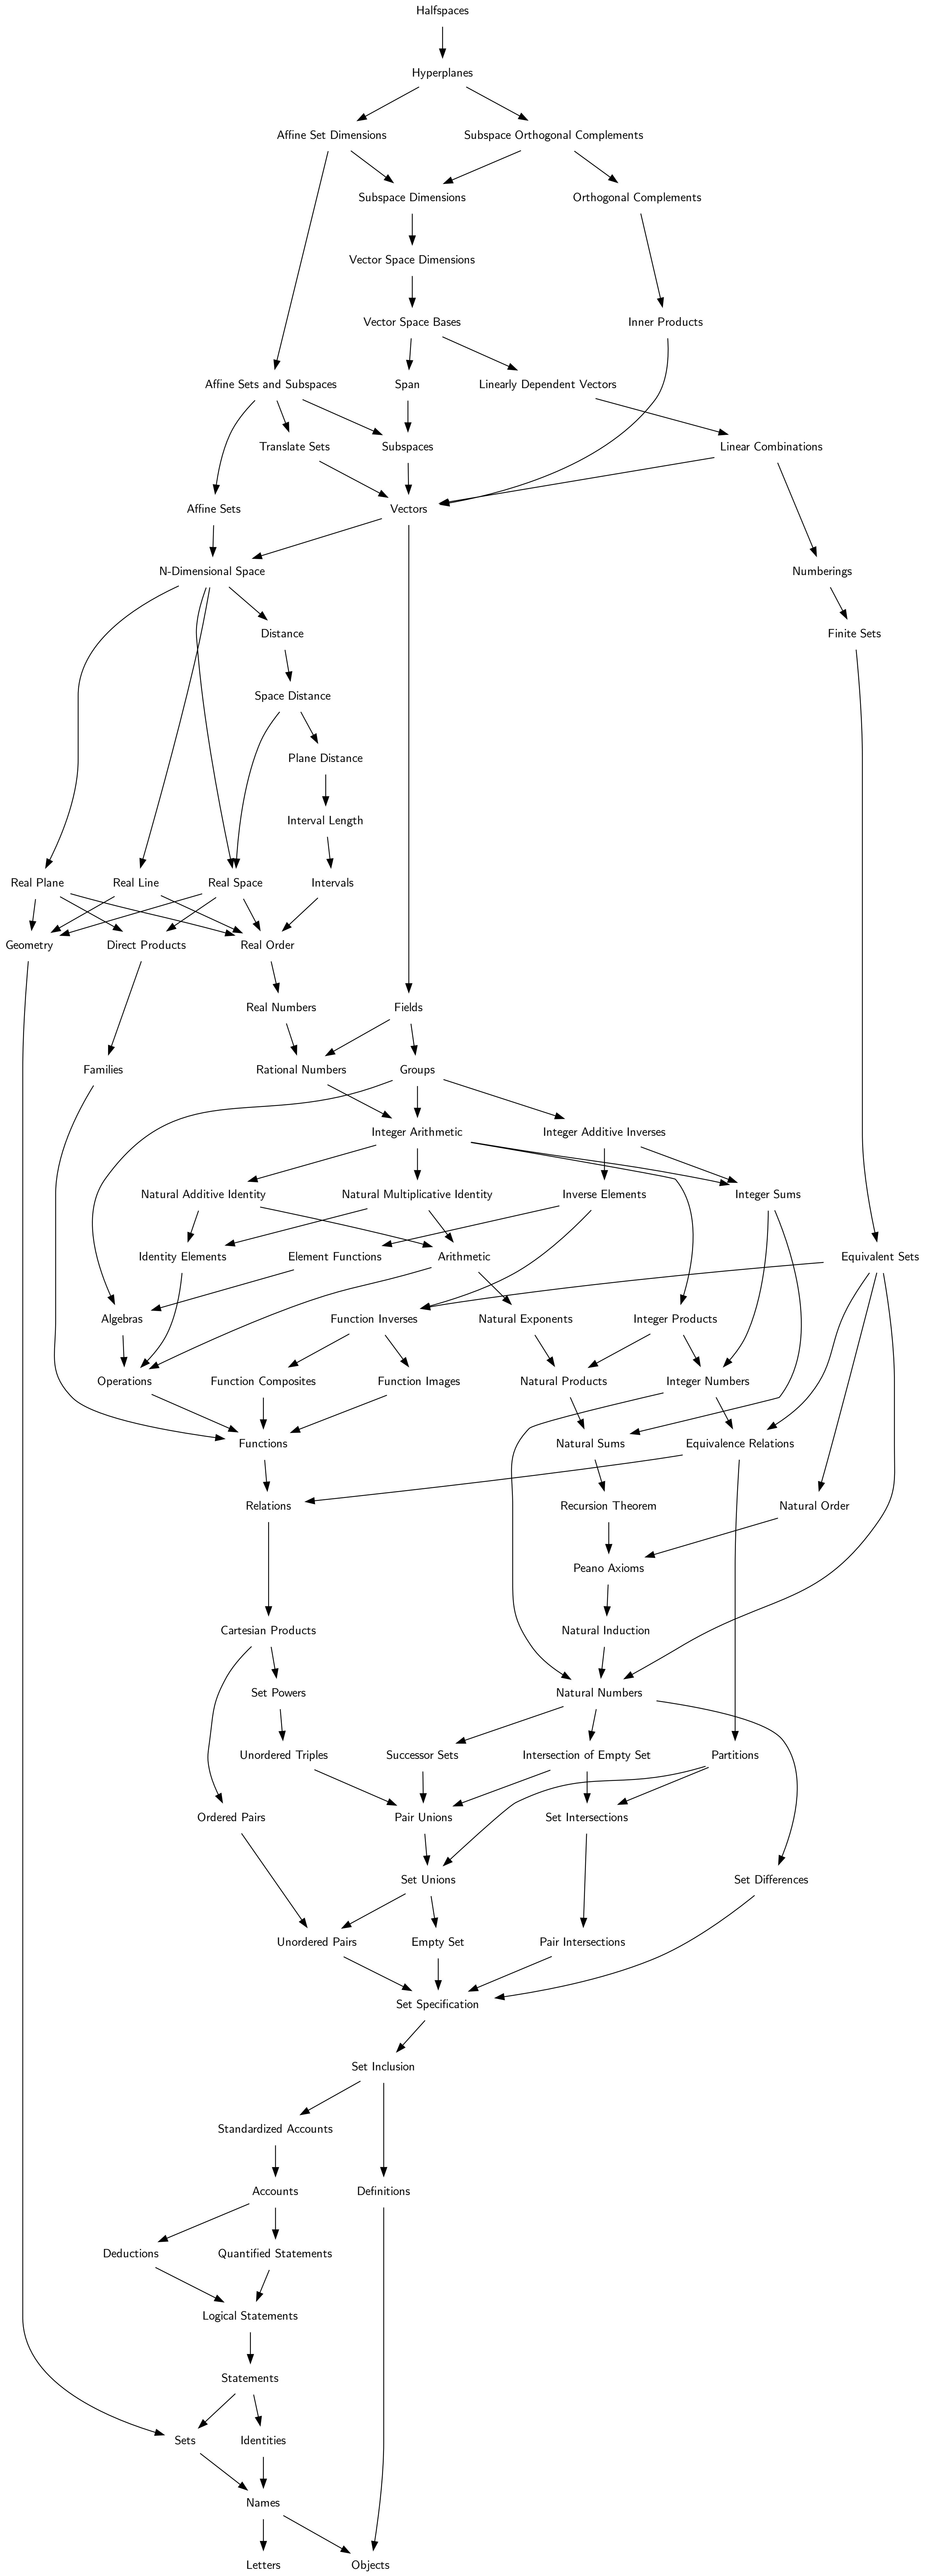 Halfspaces
Hyperplanes
Affine Set Dimensions
Subspace Orthogonal Complements
Subspace Dimensions
Orthogonal Complements
Vector Space Dimensions
Vector Space Bases
Inner Products
Affine Sets and Subspaces
Span
Linearly Dependent Vectors
Translate Sets
Subspaces
Linear Combinations
Affine Sets
Vectors
N-Dimensional Space
Numberings
Distance
Finite Sets
Space Distance
Plane Distance
Interval Length
Real Plane
Real Line
Real Space
Intervals
Geometry
Direct Products
Real Order
Real Numbers
Fields
Families
Rational Numbers
Groups
Integer Arithmetic
Integer Additive Inverses
Natural Additive Identity
Natural Multiplicative Identity
Inverse Elements
Integer Sums
Identity Elements
Element Functions
Arithmetic
Equivalent Sets
Algebras
Function Inverses
Natural Exponents
Integer Products
Operations
Function Composites
Function Images
Natural Products
Integer Numbers
Functions
Natural Sums
Equivalence Relations
Relations
Recursion Theorem
Natural Order
Peano Axioms
Cartesian Products
Natural Induction
Set Powers
Natural Numbers
Unordered Triples
Successor Sets
Intersection of Empty Set
Partitions
Ordered Pairs
Pair Unions
Set Intersections
Set Unions
Set Differences
Unordered Pairs
Empty Set
Pair Intersections
Set Specification
Set Inclusion
Standardized Accounts
Accounts
Definitions
Deductions
Quantified Statements
Logical Statements
Statements
Sets
Identities
Names
Letters
Objects